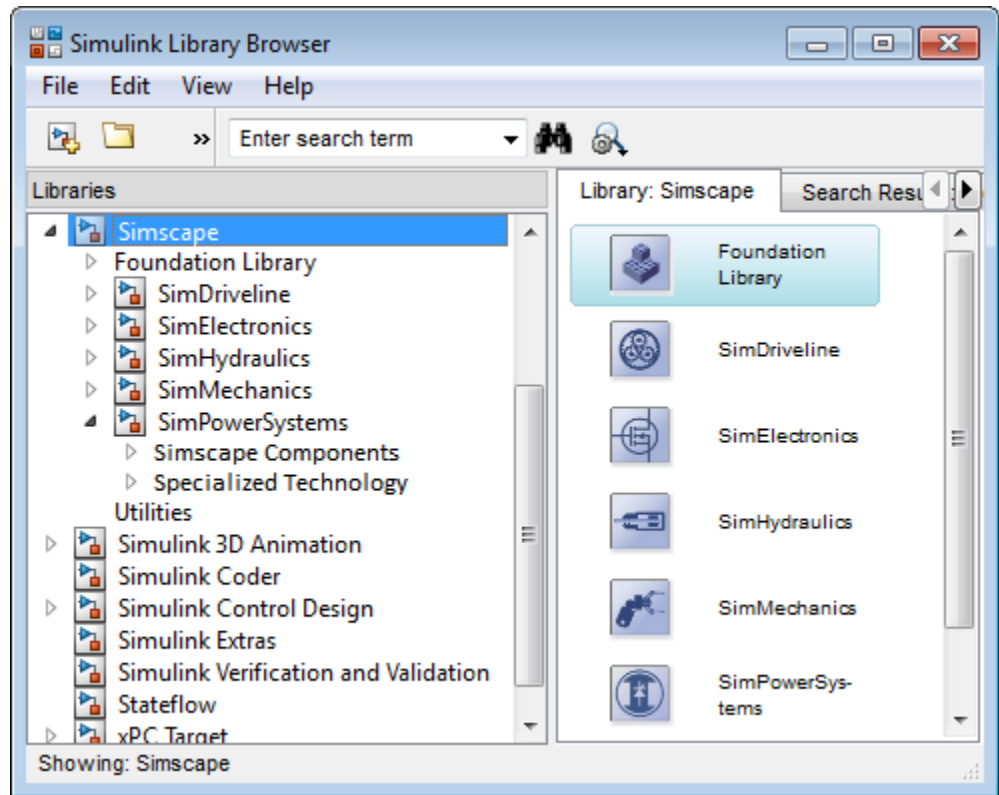 Simulink Library Browser
File Edit View Help
» Enter search term
Libraries
Simscape
Foundation Library
SimDriveline
SimElectronics
SimHydraulics
SimMechanics
SimPowerSystems
Simscape Components
Specialized Technology
Utilities
Simulink 3D Animation
Simulink Coder
Simulink Control Design
Simulink Extras
Simulink Verification and Validation
Stateflow
xPC Target
Library: Simscape
Search Resu
Foundation
Library
SimDriveline
SimElectronics
SimHydraulics
SimMechanics
SimPowerSys-
tems
Showing: Simscape